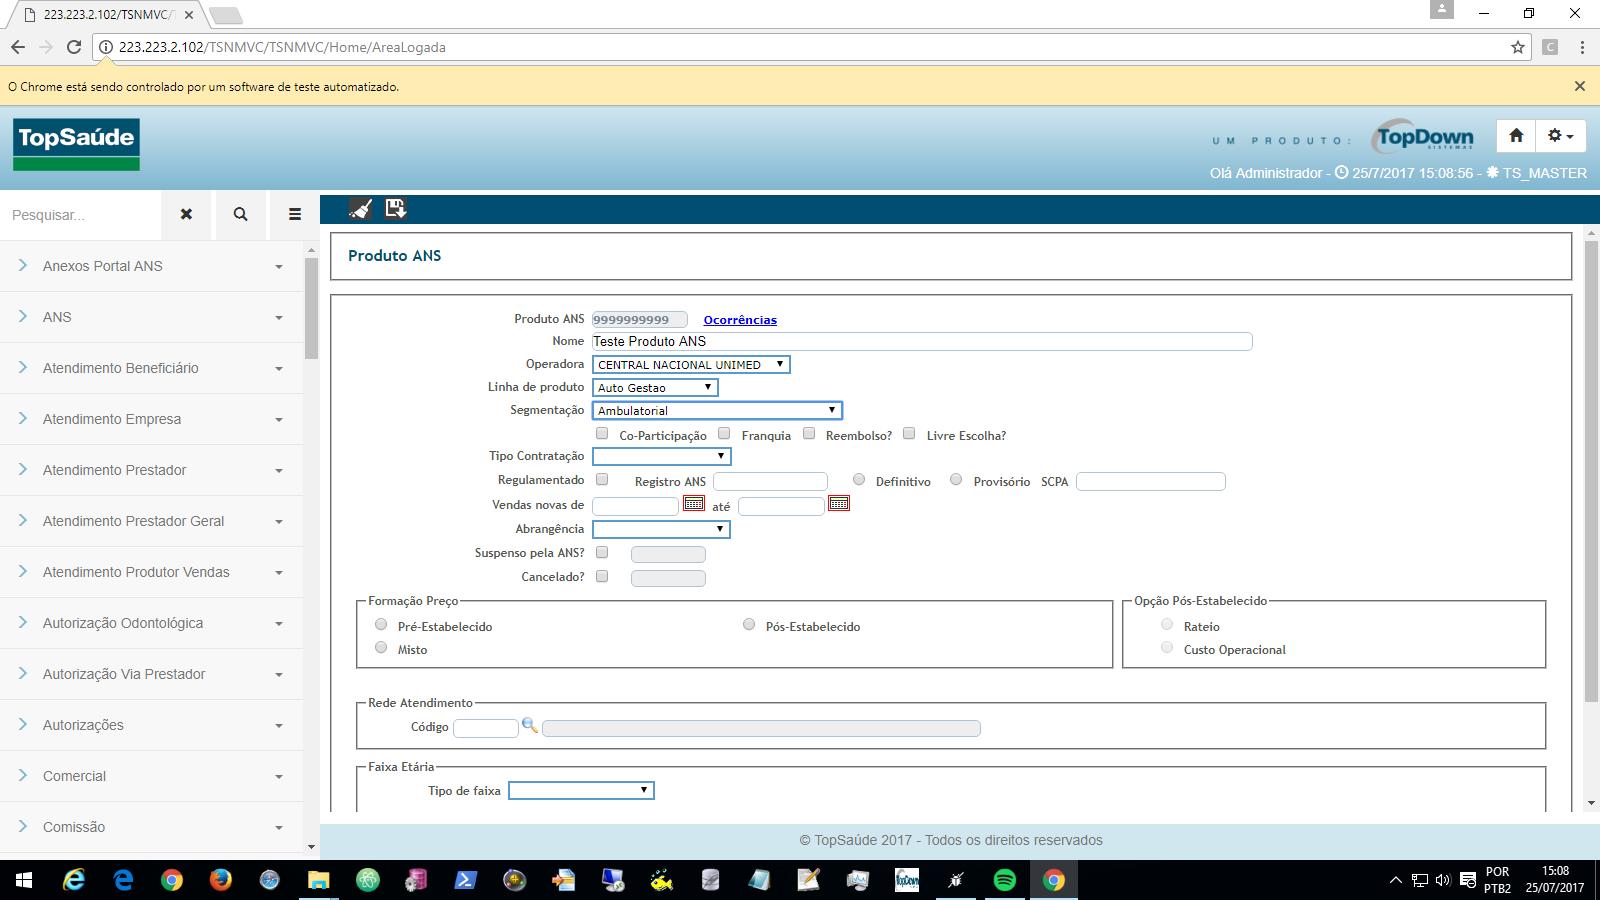 223.223.2.102/TSNMVC/T
223.223.2.102/TSNMVC/TSNMVC/Home/AreaLogada
C
O Chrome está sendo controlado por um software de teste automatizado.
TopSaúde
UM PRODUTO: TopDown
SISTEMAS
Olá Administrador - 25/7/2017 15:08:56 - TS_MASTER
Pesquisar...
Anexos Portal ANS
ANS
Atendimento Beneficiário
Atendimento Empresa
Atendimento Prestador
Atendimento Prestador Geral
Atendimento Produtor Vendas
Autorização Odontológica
Autorização Via Prestador
Autorizações
Comercial
Comissão
Produto ANS
Produto ANS 9999999999 Ocorrências
Nome Teste Produto ANS
Operadora CENTRAL NACIONAL UNIMED
Linha de produto Auto Gestao
Segmentação Ambulatorial
Co-Participação Franquia Reembolso? Livre Escolha?
Tipo Contratação
Regulamentado Registro ANS Definitivo Provisório SCPA
Vendas novas de até
Abrangência
Suspenso pela ANS?
Cancelado?
Formação Preço
Pré-Estabelecido Pós-Estabelecido
Misto
Opção Pós-Estabelecido
Rateio
Custo Operacional
Rede Atendimento
Código
Faixa Etária
Tipo de faixa
© TopSaúde 2017 - Todos os direitos reservados
TopDown
POR
PTB2
15:08
25/07/2017